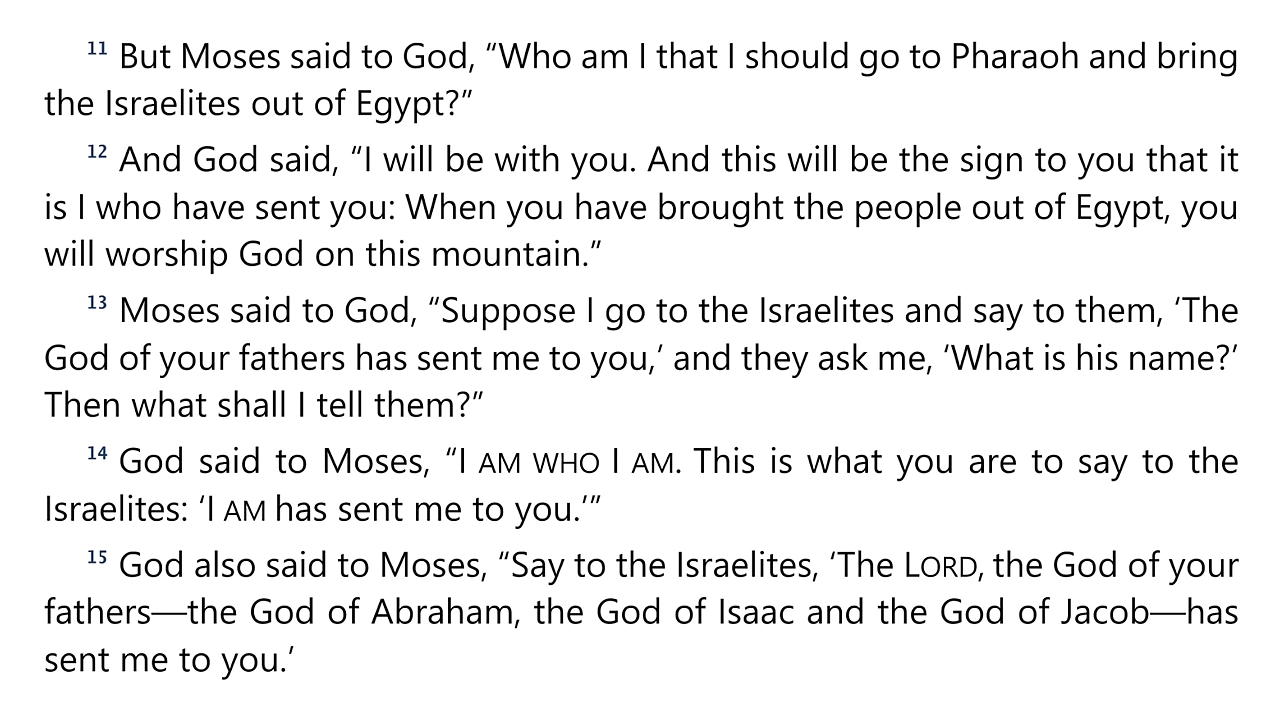 11 But Moses said to God, “Who am I that I should go to Pharaoh and bring
the Israelites out of Egypt?”
12 And God said, “I will be with you. And this will be the sign to you that it
is I who have sent you: When you have brought the people out of Egypt, you
will worship God on this mountain.”
13 Moses said to God, “Suppose I go to the Israelites and say to them, ‘The
God of your fathers has sent me to you,’ and they ask me, ‘What is his name?’
Then what shall I tell them?”
14 God said to Moses, “I AM WHO I AM. This is what you are to say to the
Israelites: ‘I AM has sent me to you.’”
15 God also said to Moses, “Say to the Israelites, ‘The LORD, the God of your
fathers—the God of Abraham, the God of Isaac and the God of Jacob—has
sent me to you.’